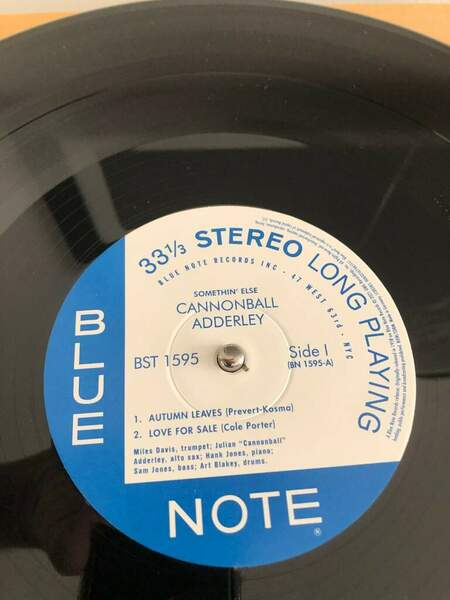 33⅓ STEREO LONG PLAYING
BLUE NOTE RECORDS INC · 47 WEST 63rd · NYC
SOMETHIN' ELSE
CANNONBALL
ADDERLEY
BST 1595
Side I
(BN 1595-A)
1. AUTUMN LEAVES (Prevert-Kosma)
2. LOVE FOR SALE (Cole Porter)
Miles Davis, trumpet; Julian "Cannonball"
Adderley, alto sax; Hank Jones, piano;
Sam Jones, bass; Art Blakey, drums.
BLUE
NOTE®